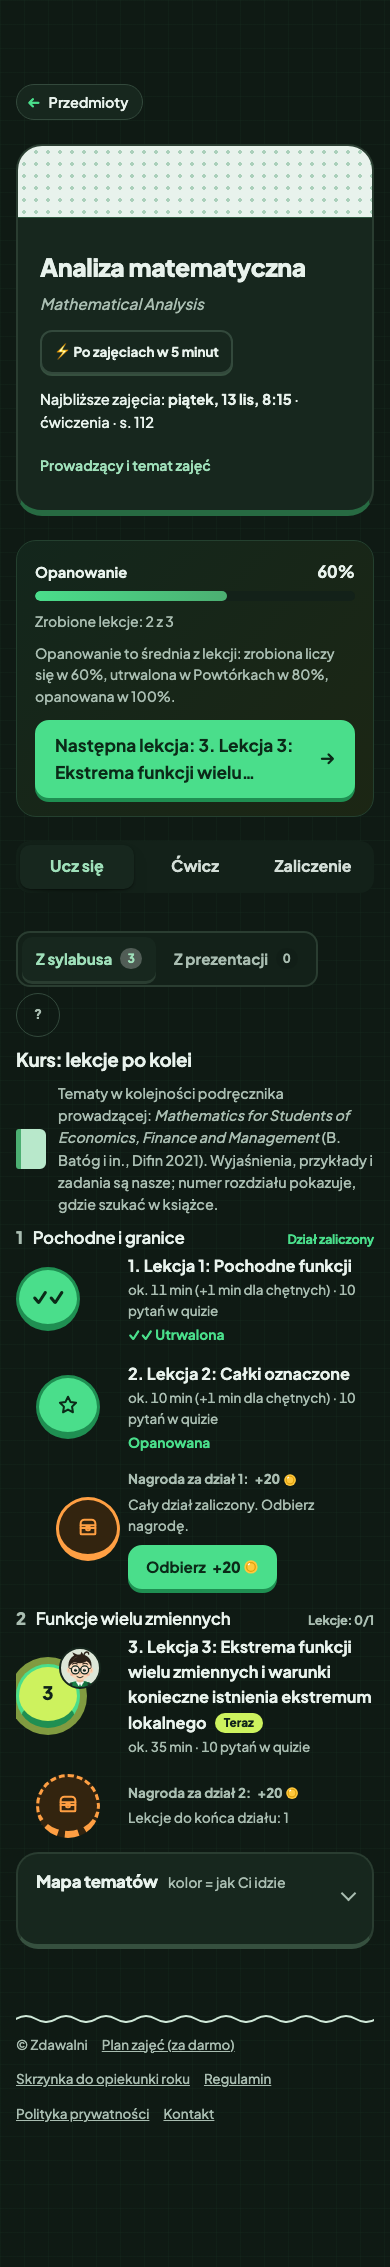 Przedmioty
Analiza matematyczna
Mathematical Analysis
Po zajęciach w 5 minut
Najbliższe zajęcia: piątek, 13 lis, 8:15 ·
ćwiczenia · s. 112
Prowadzący i temat zajęć
Opanowanie 60%
Zrobione lekcje: 2 z 3
Opanowanie to średnia z lekcji: zrobiona liczy
się w 60%, utrwalona w Powtórkach w 80%,
opanowana w 100%.
Następna lekcja: 3. Lekcja 3:
Ekstrema funkcji wielu...
Ucz się Ćwicz Zaliczenie
Z sylabusa 3 Z prezentacji 0
?
Kurs: lekcje po kolei
Tematy w kolejności podręcznika
prowadzącej: Mathematics for Students of
Economics, Finance and Management (B.
Batóg i in., Difin 2021). Wyjaśnienia, przykłady i
zadania są nasze; numer rozdziału pokazuje,
gdzie szukać w książce.
1 Pochodne i granice Dział zaliczony
1. Lekcja 1: Pochodne funkcji
ok. 11 min (+1 min dla chętnych) · 10
pytań w quizie
Utrwalona
2. Lekcja 2: Całki oznaczone
ok. 10 min (+1 min dla chętnych) · 10
pytań w quizie
Opanowana
Nagroda za dział 1: +20
Cały dział zaliczony. Odbierz
nagrodę.
Odbierz +20
2 Funkcje wielu zmiennych Lekcje: 0/1
3
3. Lekcja 3: Ekstrema funkcji
wielu zmiennych i warunki
konieczne istnienia ekstremum
lokalnego Teraz
ok. 35 min · 10 pytań w quizie
Nagroda za dział 2: +20
Lekcje do końca działu: 1
Mapa tematów kolor = jak Ci idzie
© Zdawalni Plan zajęć (za darmo)
Skrzynka do opiekunki roku Regulamin
Polityka prywatności Kontakt